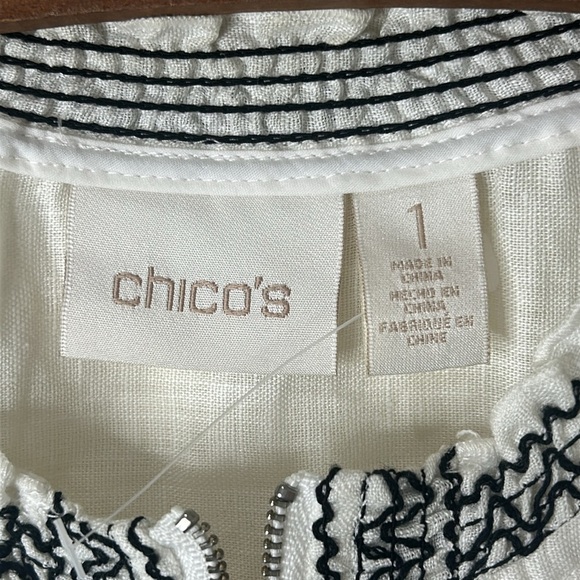 chico's
1
MADE IN
CHINA
HECHO EN
CHINA
FABRIQUÉ EN
CHINE